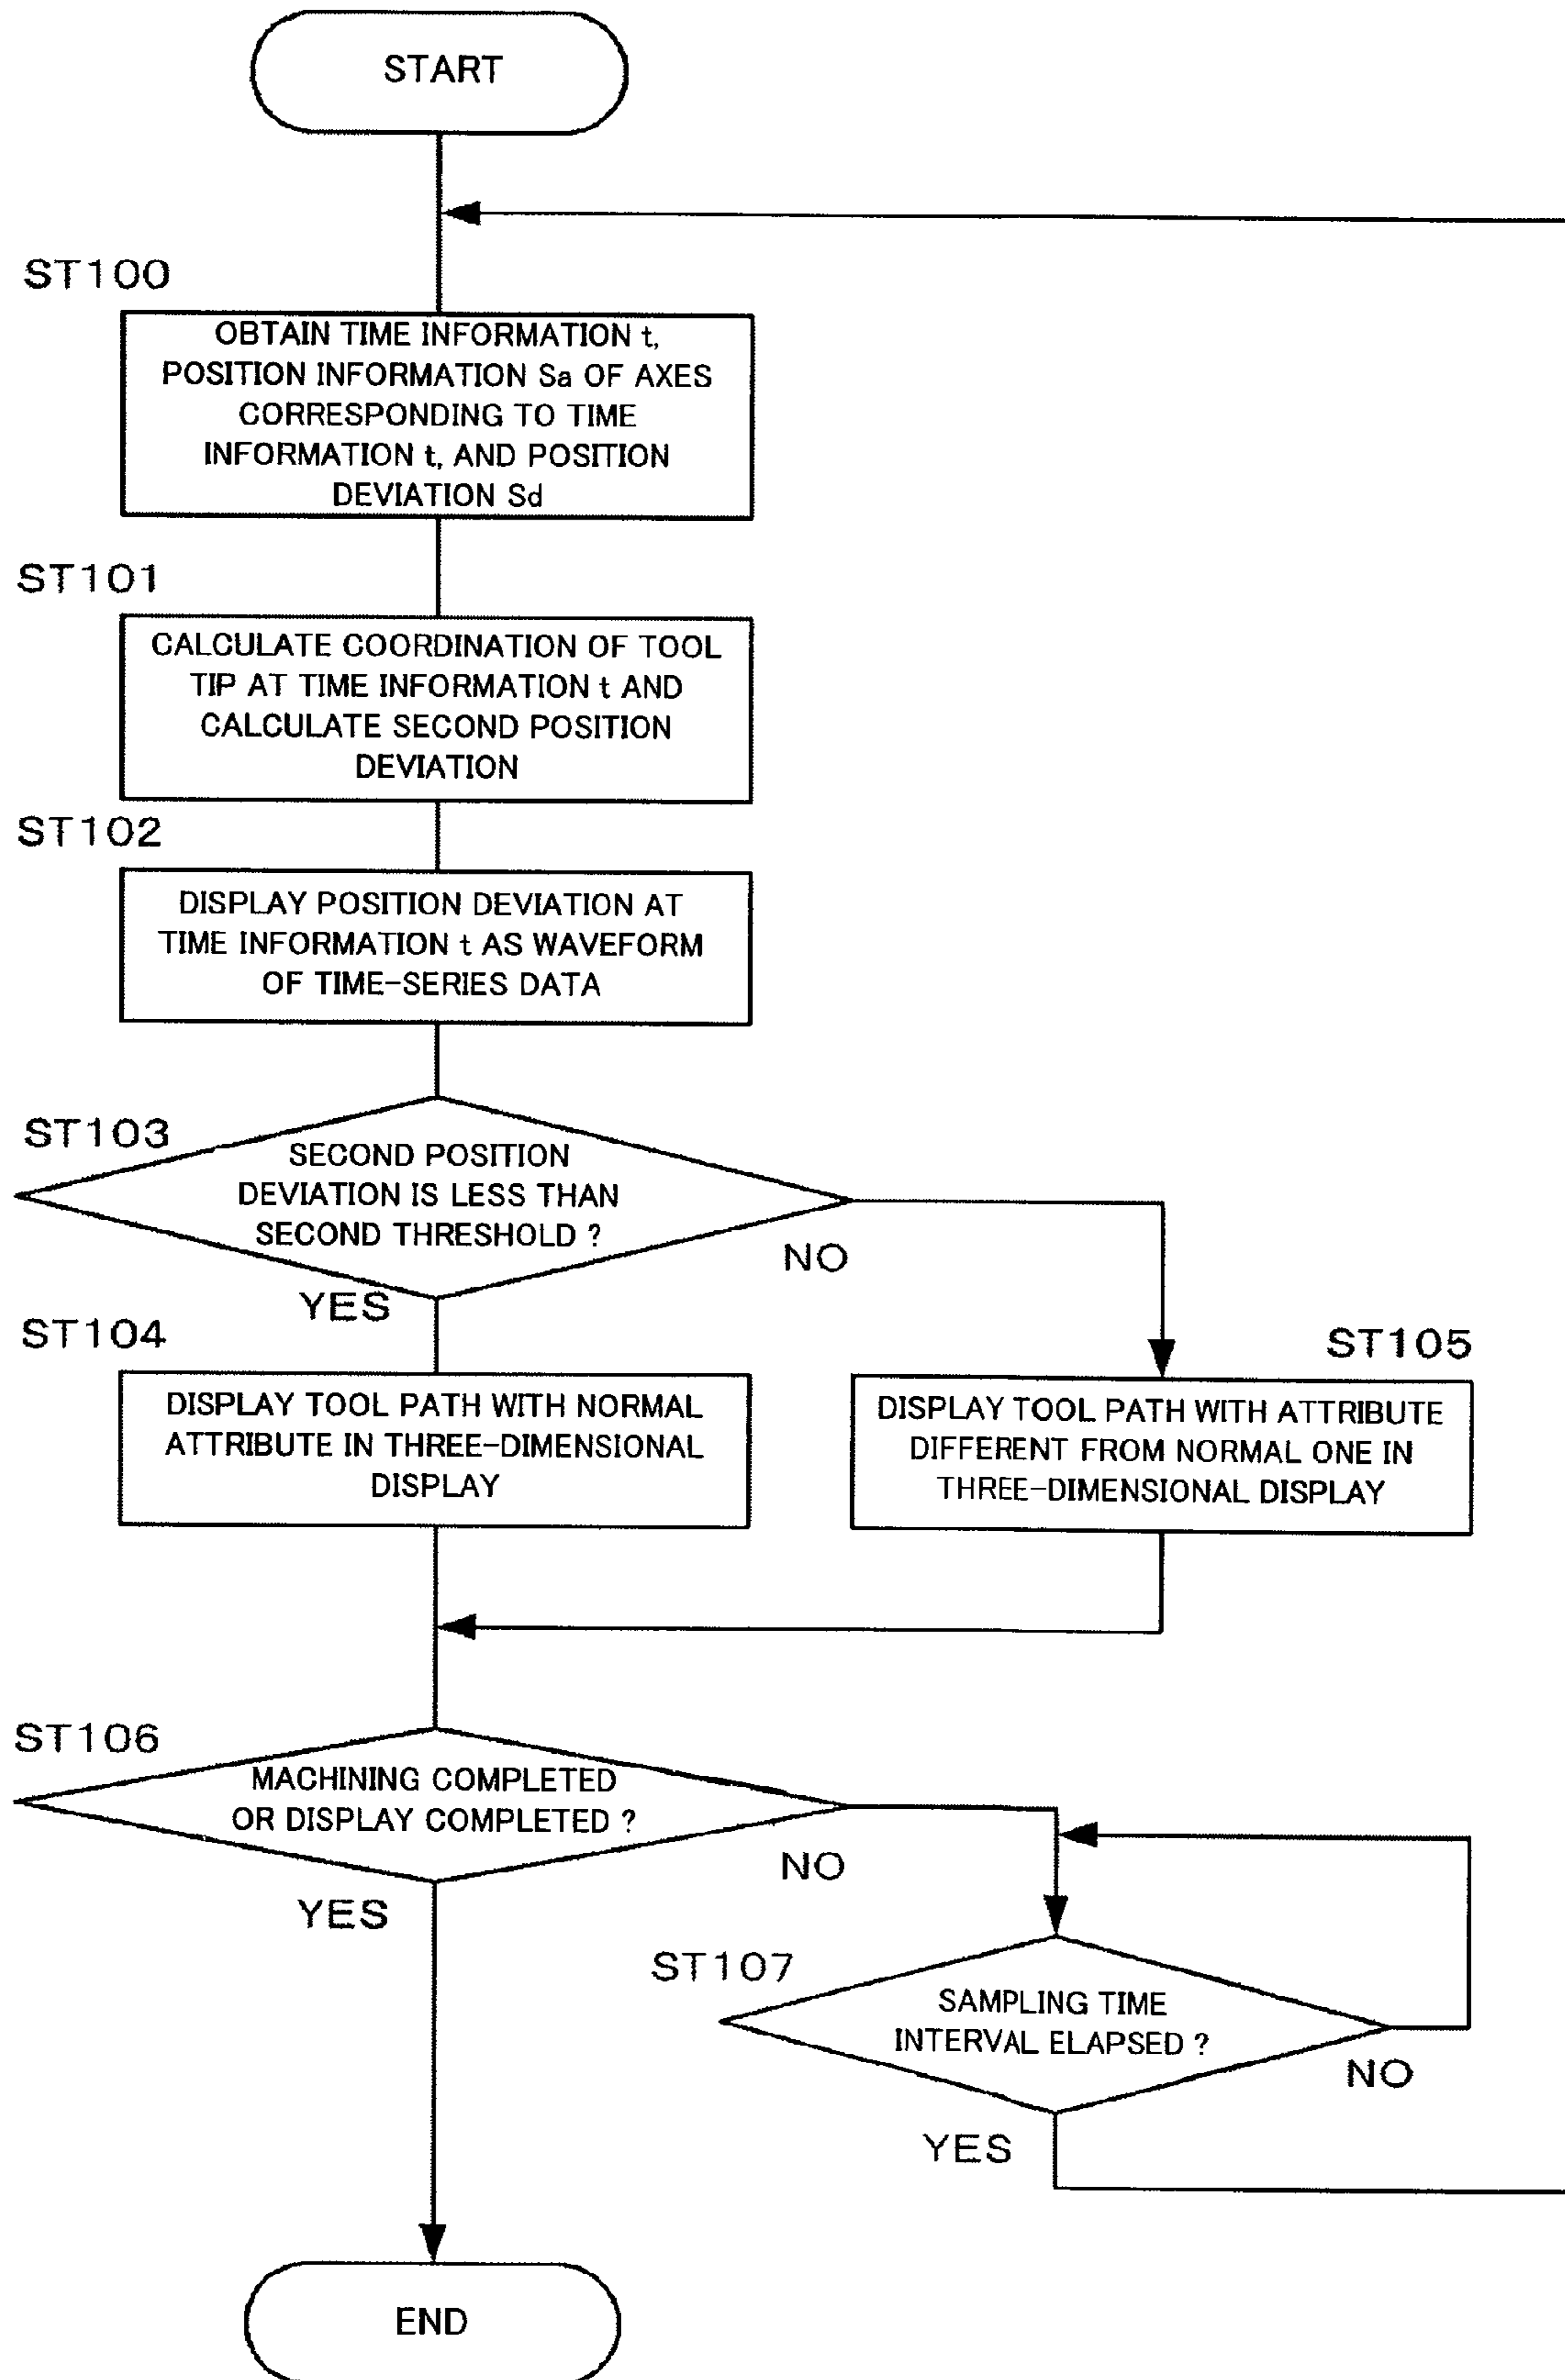 START
ST100
OBTAIN TIME INFORMATION t,
POSITION INFORMATION Sa OF AXES
CORRESPONDING TO TIME
INFORMATION t, AND POSITION
DEVIATION Sd
ST101
CALCULATE COORDINATION OF TOOL
TIP AT TIME INFORMATION t AND
CALCULATE SECOND POSITION
DEVIATION
ST102
DISPLAY POSITION DEVIATION AT
TIME INFORMATION t AS WAVEFORM
OF TIME-SERIES DATA
ST103
SECOND POSITION
DEVIATION IS LESS THAN
SECOND THRESHOLD ?
NO
YES
ST104
DISPLAY TOOL PATH WITH NORMAL
ATTRIBUTE IN THREE-DIMENSIONAL
DISPLAY
ST105
DISPLAY TOOL PATH WITH ATTRIBUTE
DIFFERENT FROM NORMAL ONE IN
THREE-DIMENSIONAL DISPLAY
ST106
MACHINING COMPLETED
OR DISPLAY COMPLETED ?
NO
YES
ST107
SAMPLING TIME
INTERVAL ELAPSED ?
NO
YES
END